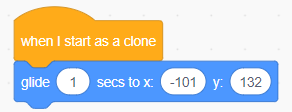 when I start as a clone
glide 1 secs to x: -101 y: 132